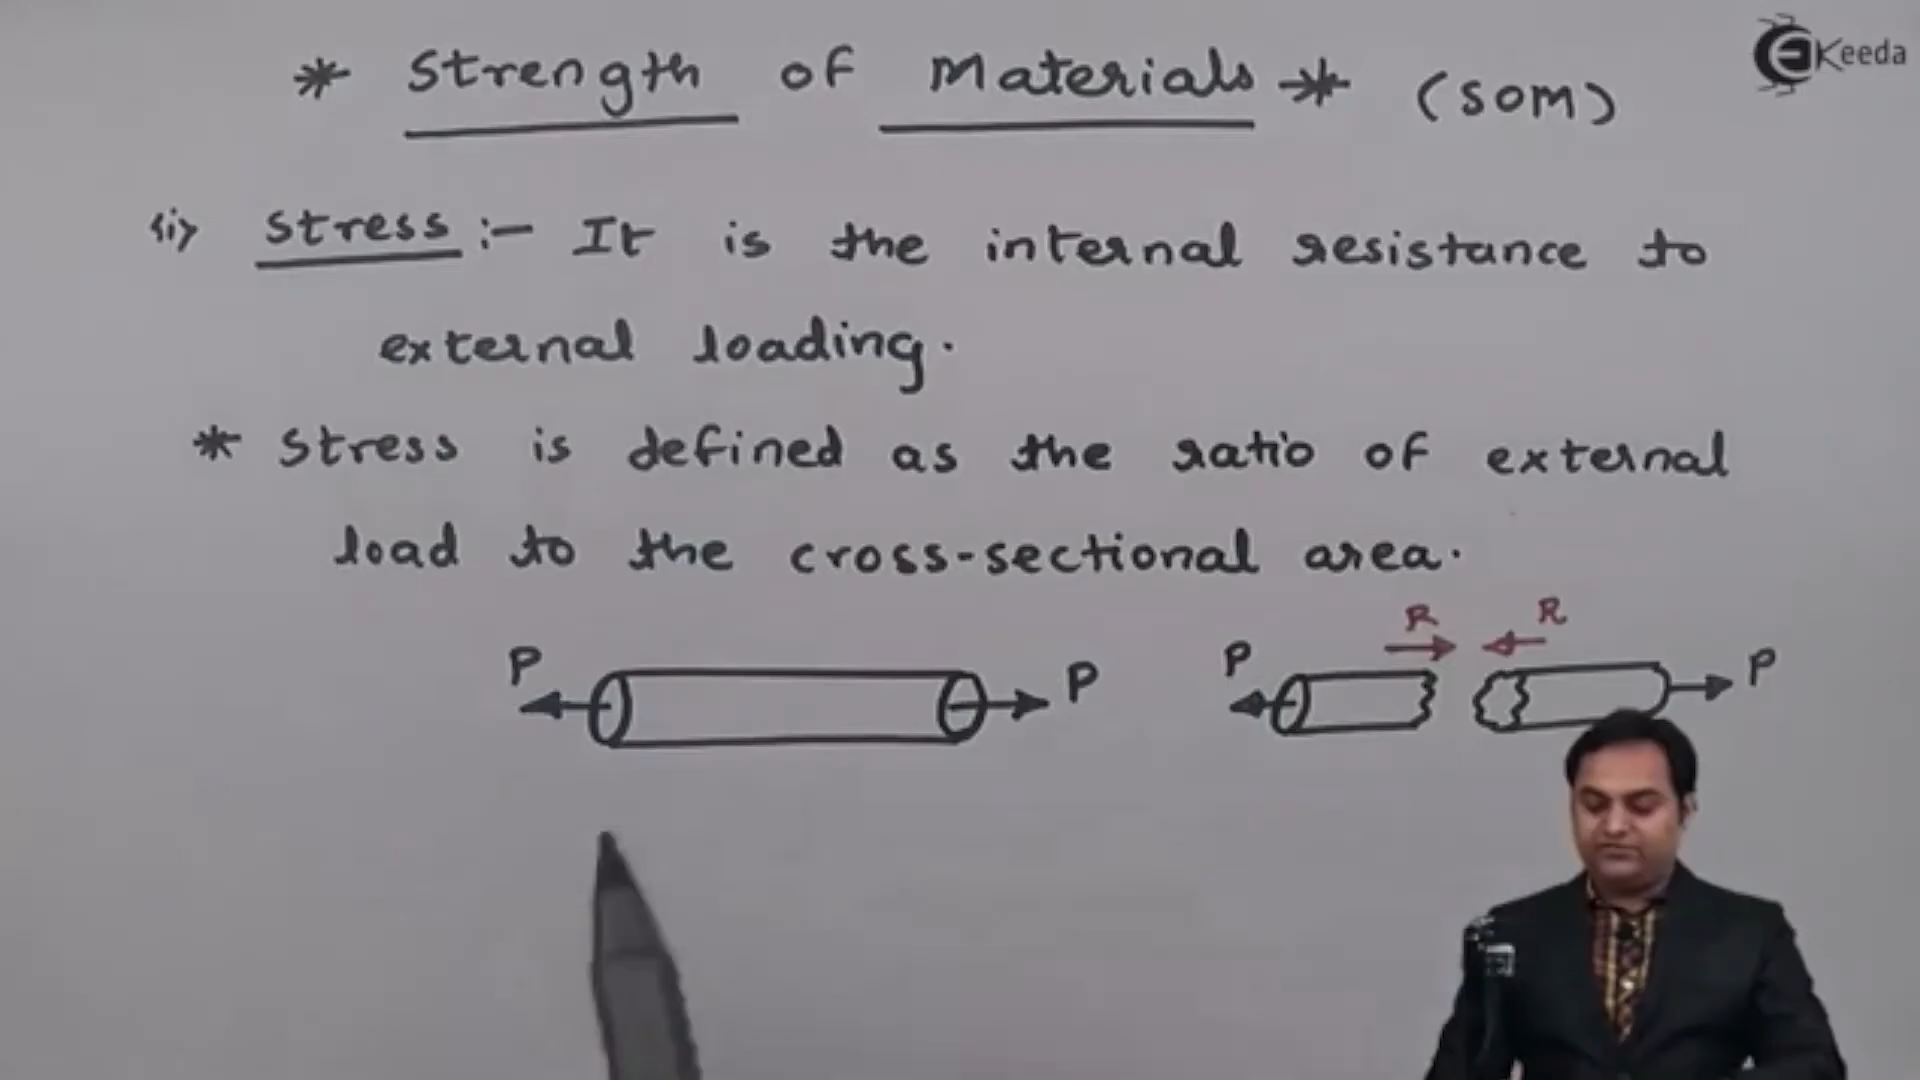 * Strength of Materials * (SOM)
Ekeeda
(i) Stress :- It is the internal resistance to
external loading.
* Stress is defined as the ratio of external
load to the cross-sectional area.
P P P R R P